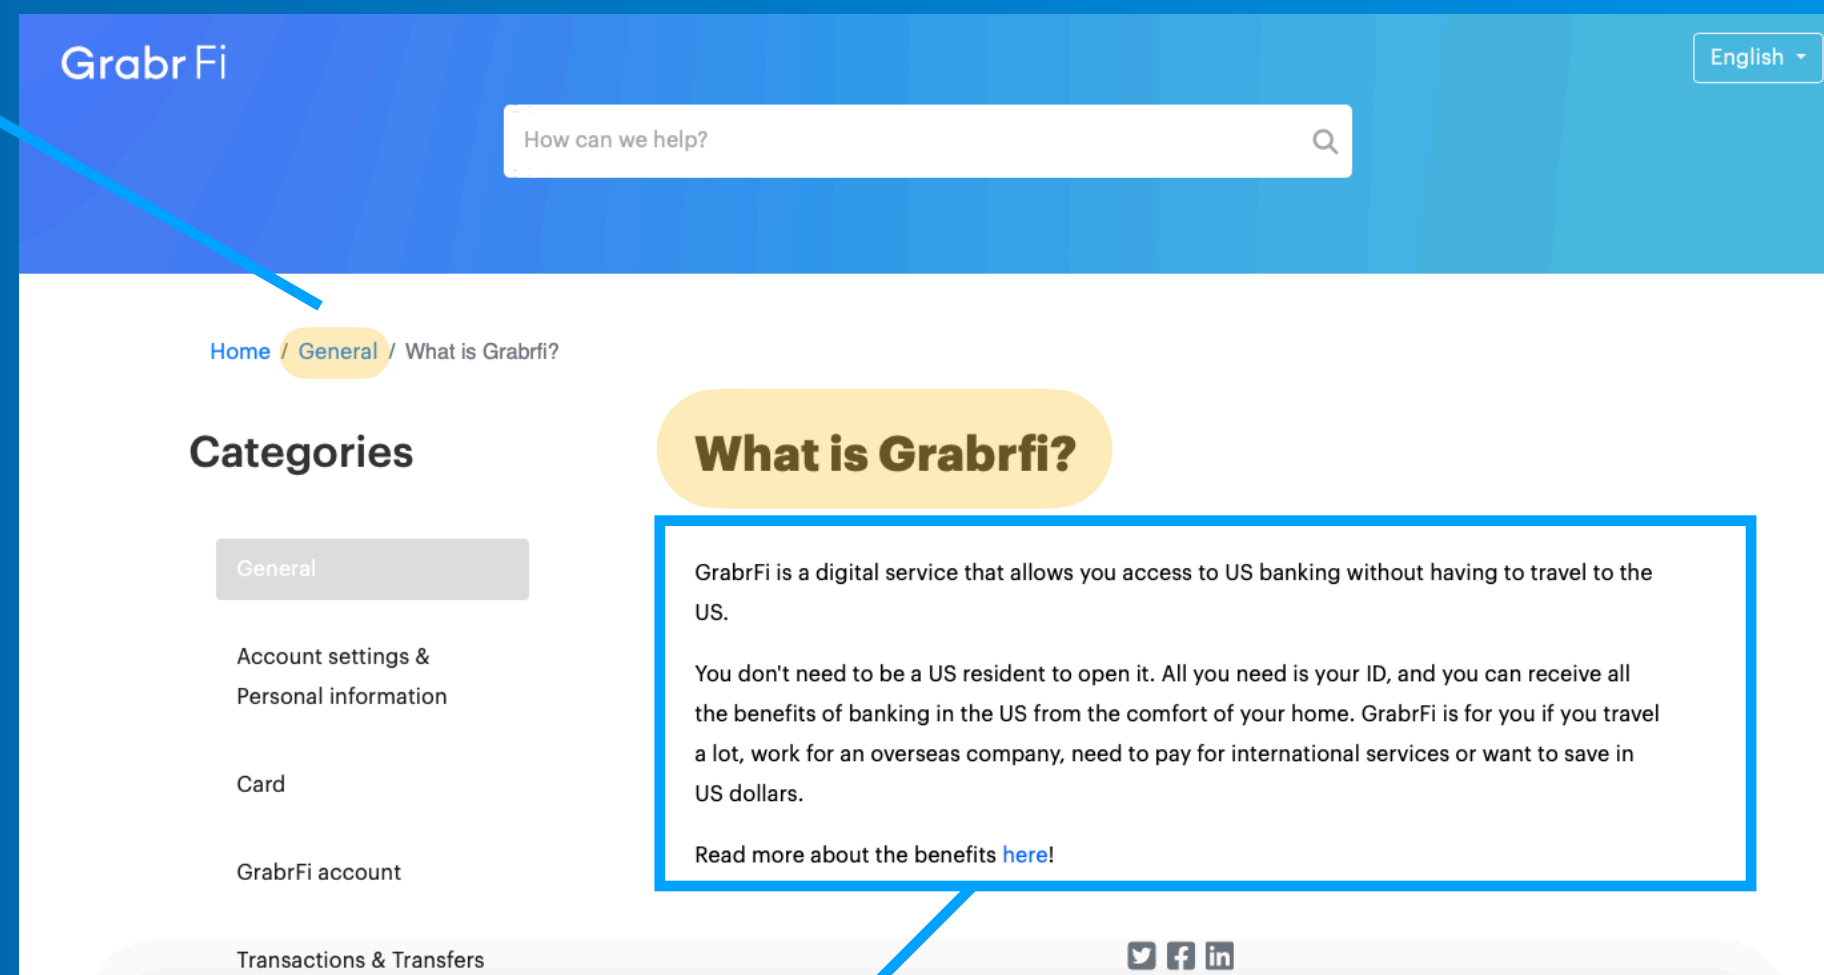 Grabr Fi
English
How can we help?
Home / General / What is Grabrfi?
Categories
General
Account settings &
Personal information
Card
GrabrFi account
Transactions & Transfers
What is Grabrfi?
GrabrFi is a digital service that allows you access to US banking without having to travel to the
US.
You don't need to be a US resident to open it. All you need is your ID, and you can receive all
the benefits of banking in the US from the comfort of your home. GrabrFi is for you if you travel
a lot, work for an overseas company, need to pay for international services or want to save in
US dollars.
Read more about the benefits here!